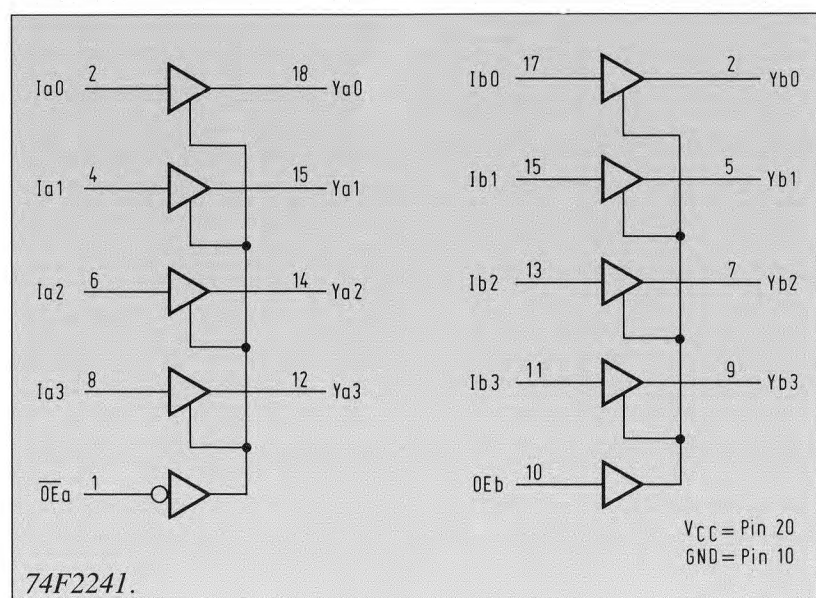 Ia0 2 18 Ya0
Ia1 4 15 Ya1
Ia2 6 14 Ya2
Ia3 8 12 Ya3
OEa 1
Ib0 17 2 Yb0
Ib1 15 5 Yb1
Ib2 13 7 Yb2
Ib3 11 9 Yb3
OEb 10
VCC = Pin 20
GND = Pin 10
74F2241.